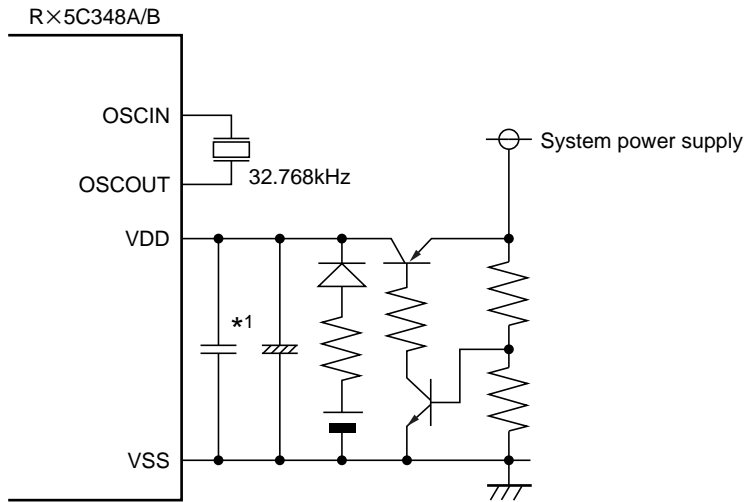 R×5C348A/B
OSCIN
OSCOUT
32.768kHz
System power supply
VDD
*1
VSS